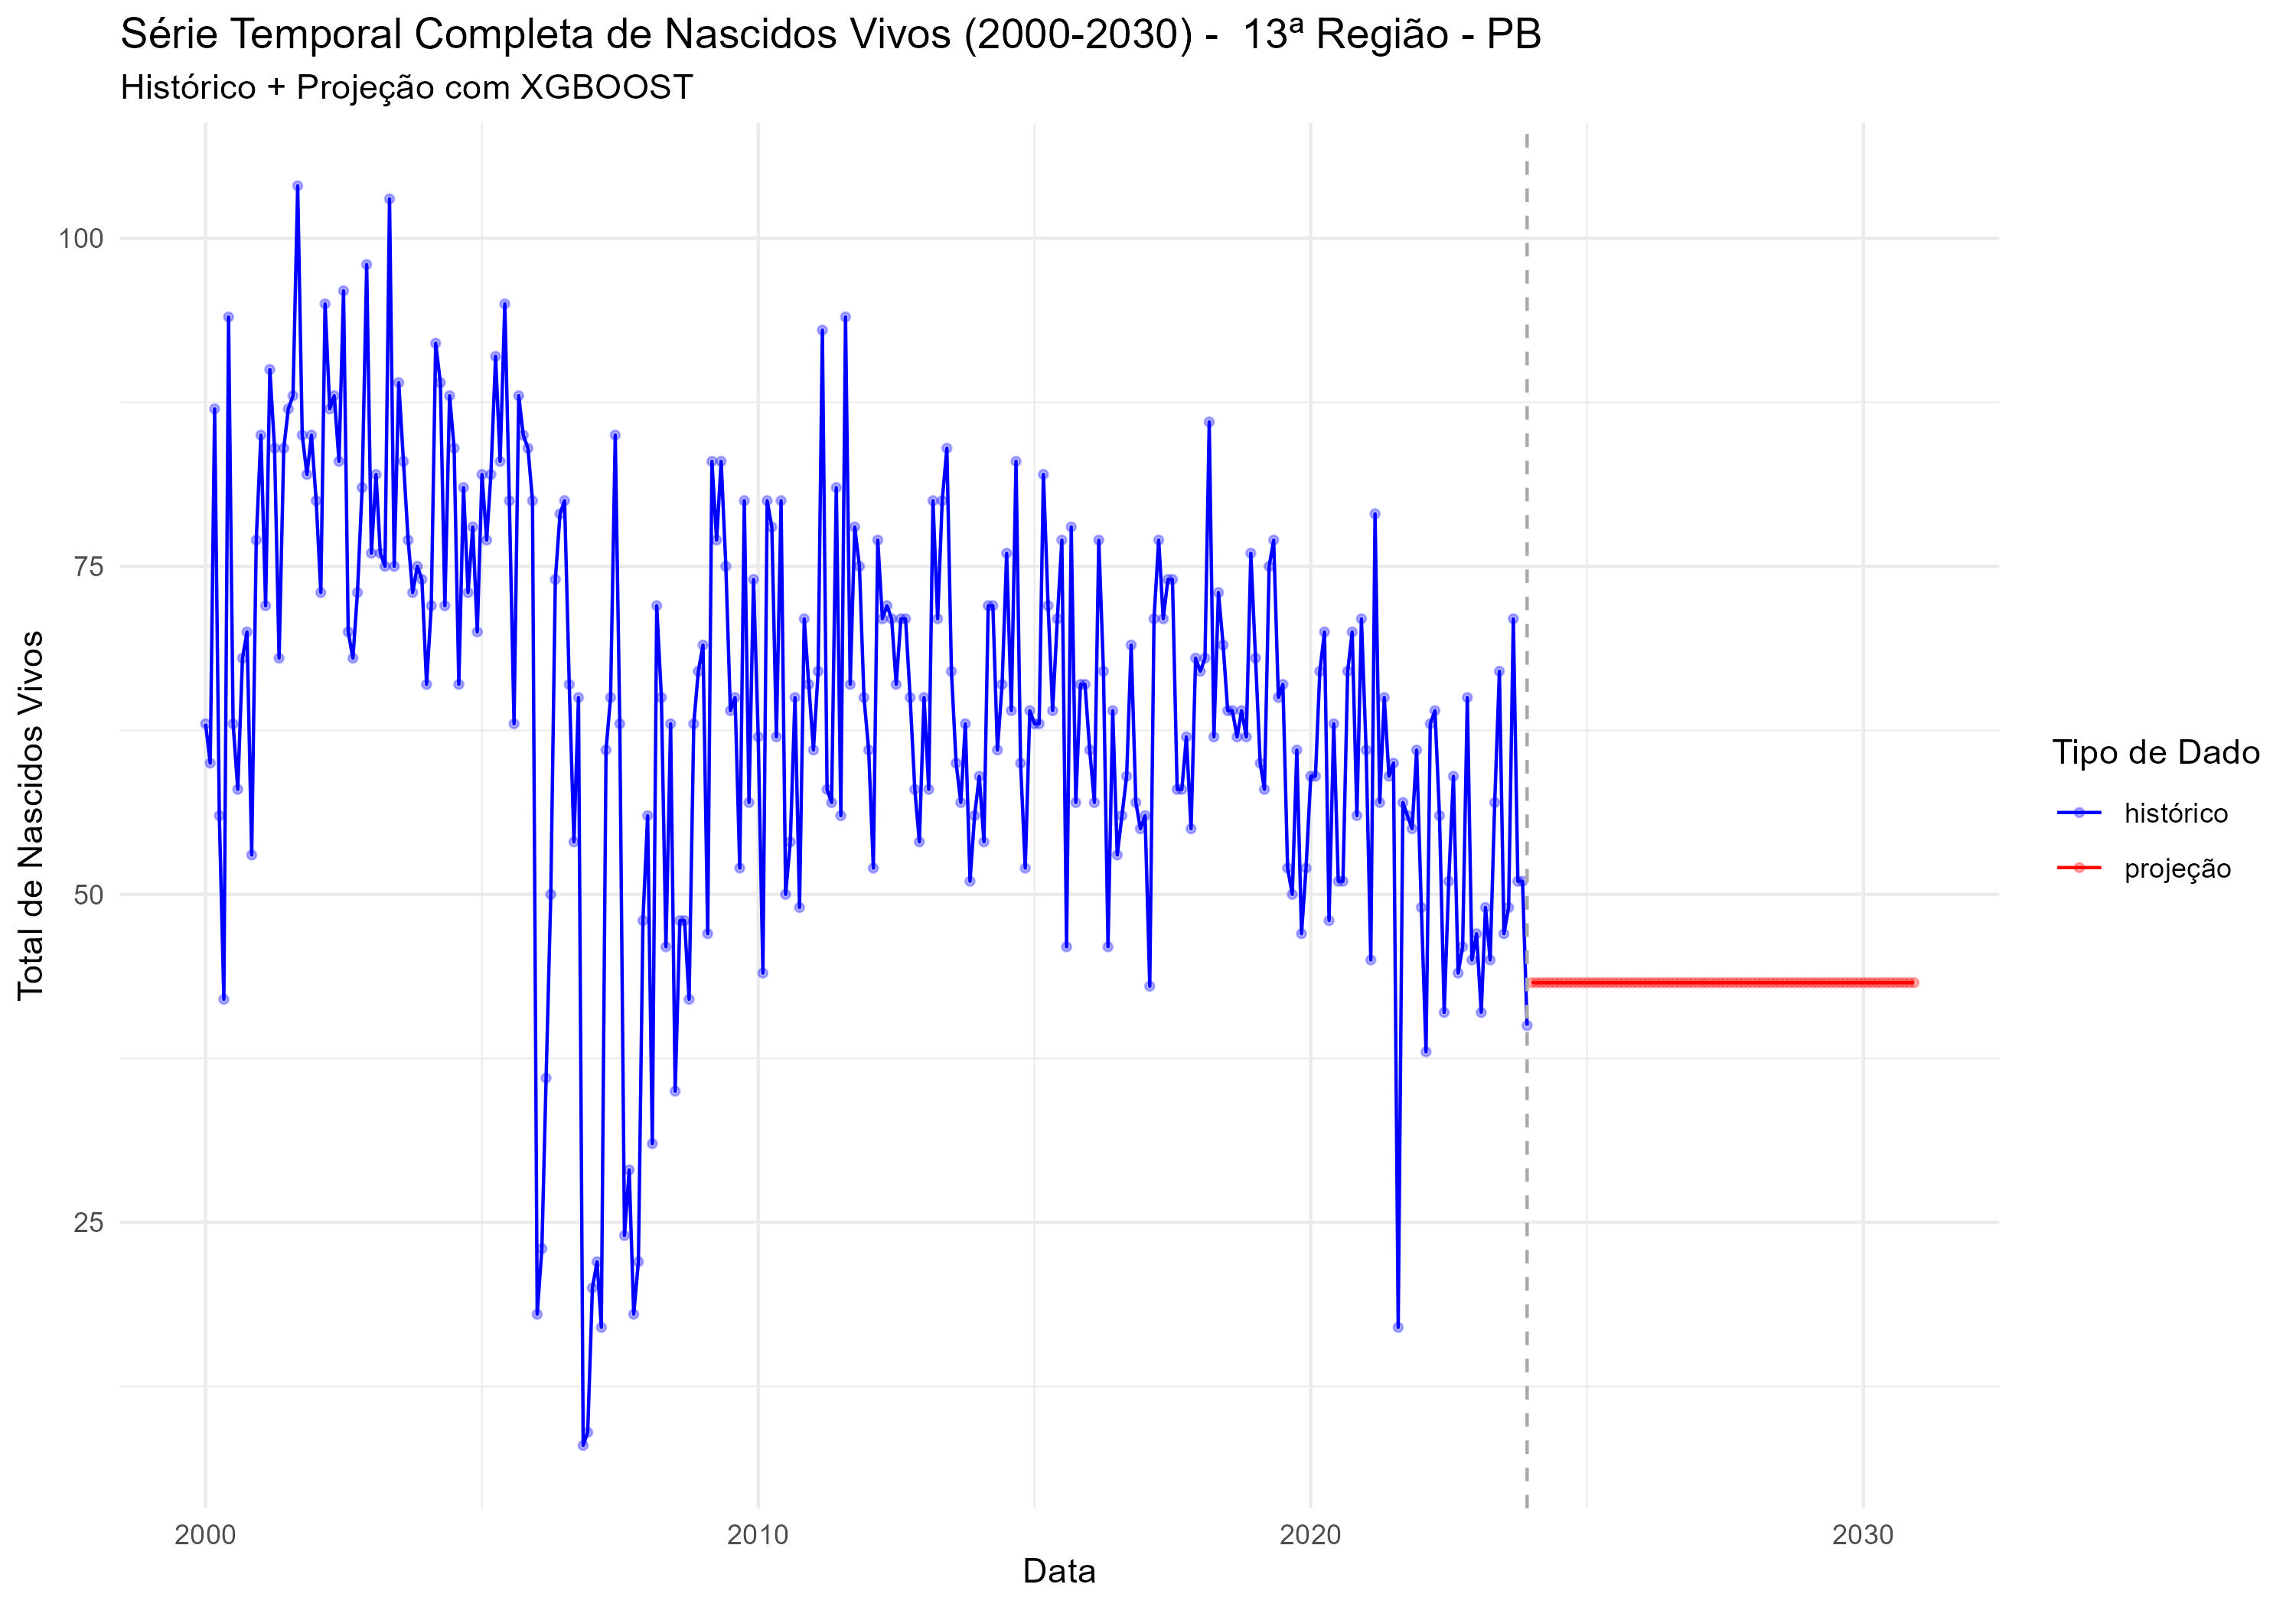 Série Temporal Completa de Nascidos Vivos (2000-2030) -  13ª Região - PB
Histórico + Projeção com XGBOOST
Total de Nascidos Vivos
100
75
50
25
2000
2010
2020
2030
Data
Tipo de Dado
histórico
projeção